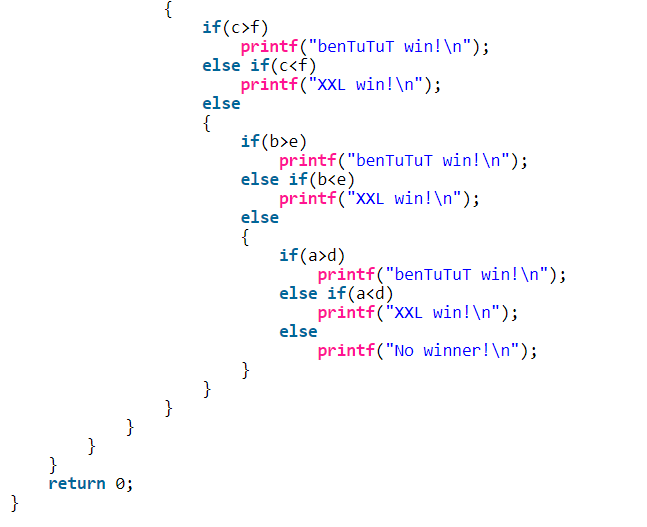 {
if(c>f)
printf("benTuTuT win!\n");
else if(c<f)
printf("XXL win!\n");
else
{
if(b>e)
printf("benTuTuT win!\n");
else if(b<e)
printf("XXL win!\n");
else
{
if(a>d)
printf("benTuTuT win!\n");
else if(a<d)
printf("XXL win!\n");
else
printf("No winner!\n");
}
}
}
}
}
}
return 0;
}